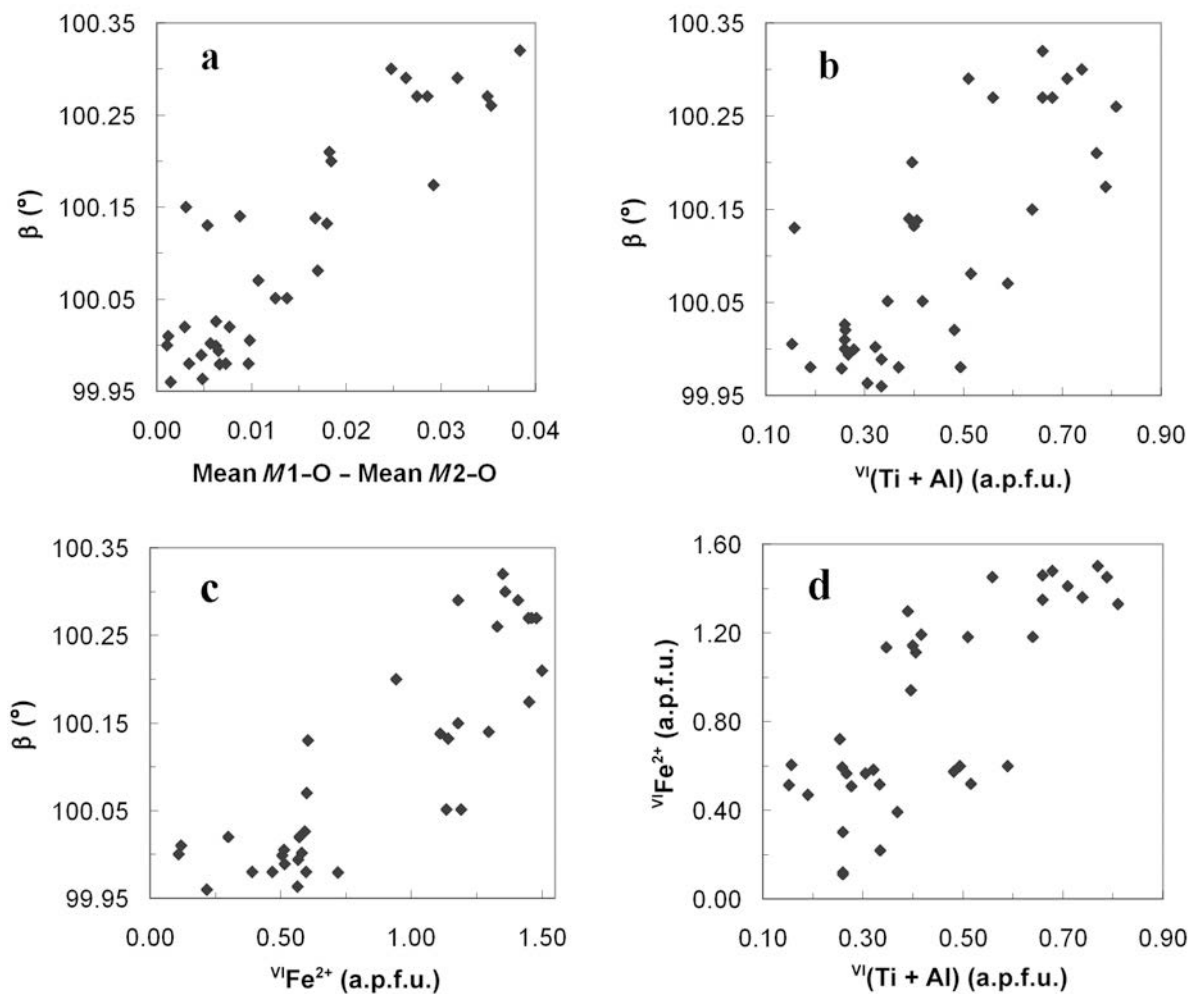 a
100.35
100.25
100.15
100.05
99.95
β (°)
0.00 0.01 0.02 0.03 0.04
Mean M1–O – Mean M2–O
b
100.35
100.25
100.15
100.05
99.95
β (°)
0.10 0.30 0.50 0.70 0.90
VI(Ti + Al) (a.p.f.u.)
c
100.35
100.25
100.15
100.05
99.95
β (°)
0.00 0.50 1.00 1.50
VIFe2+ (a.p.f.u.)
d
1.60
1.20
0.80
0.40
0.00
VIFe2+ (a.p.f.u.)
0.10 0.30 0.50 0.70 0.90
VI(Ti + Al) (a.p.f.u.)